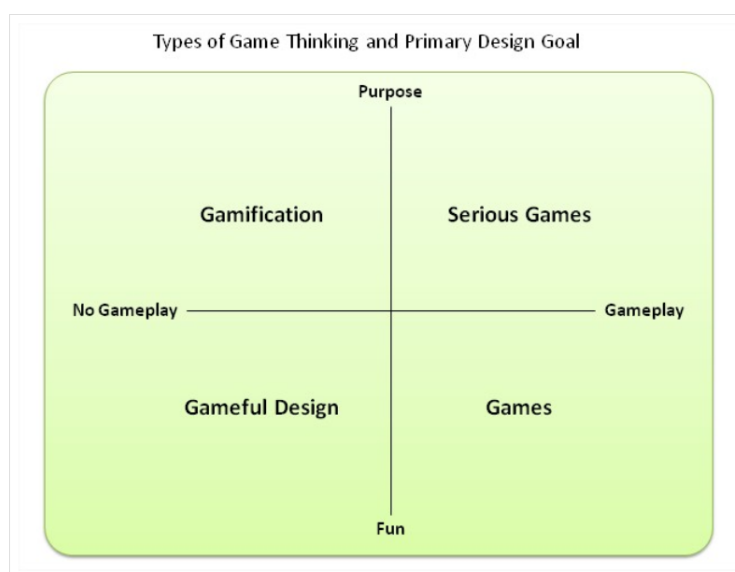 Types of Game Thinking and Primary Design Goal
Purpose
Gamification
Serious Games
No Gameplay
Gameplay
Gameful Design
Games
Fun